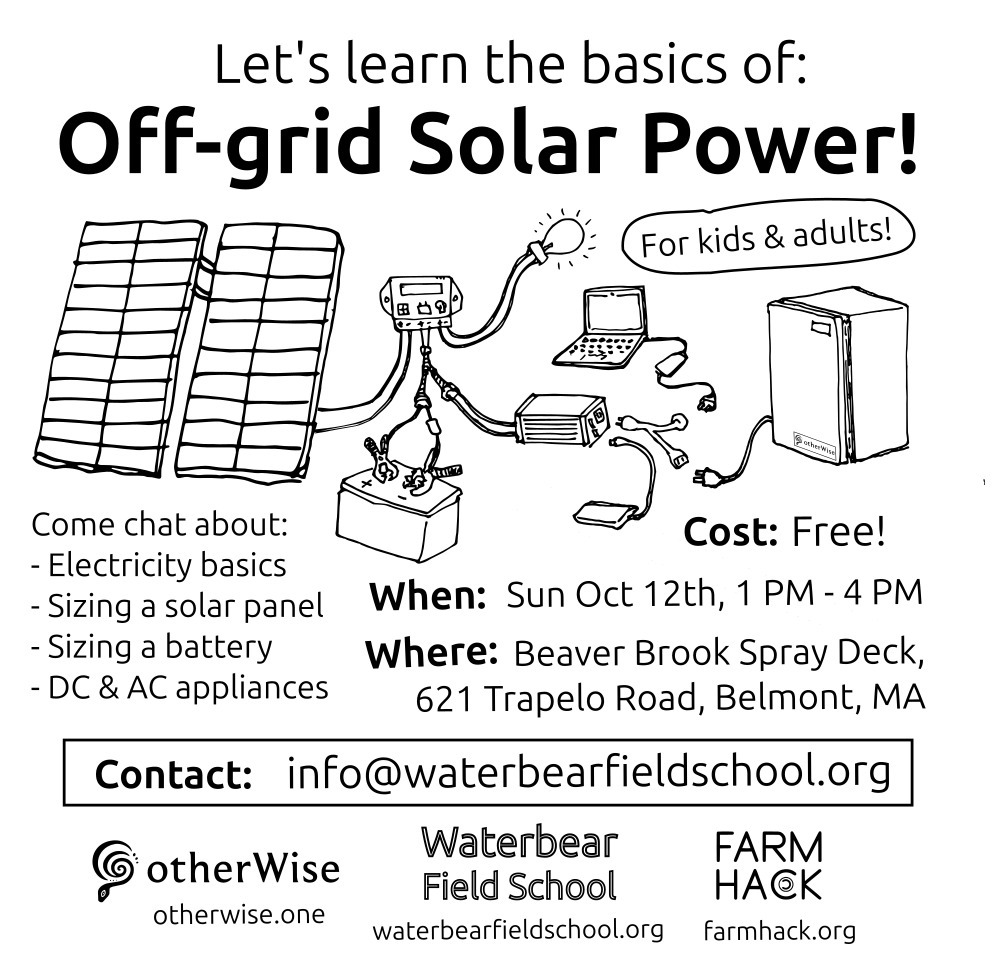 Let's learn the basics of:
Off-grid Solar Power!
For kids & adults!
+
-
otherWise
Come chat about:
- Electricity basics
- Sizing a solar panel
- Sizing a battery
- DC & AC appliances
Cost: Free!
When: Sun Oct 12th, 1 PM - 4 PM
Where: Beaver Brook Spray Deck,
621 Trapelo Road, Belmont, MA
Contact: info@waterbearfieldschool.org
otherWise
otherwise.one
Waterbear
Field School
waterbearfieldschool.org
FARM
HACK
farmhack.org